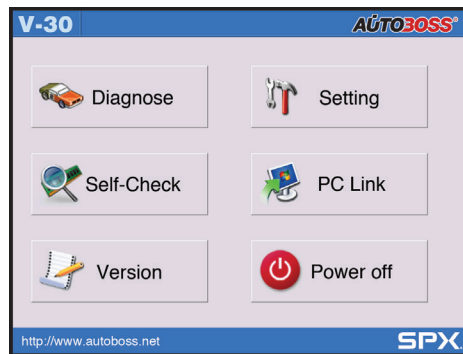 V-30 AUTOBOSS®
Diagnose Setting
Self-Check PC Link
Version Power off
http://www.autoboss.net SPX.